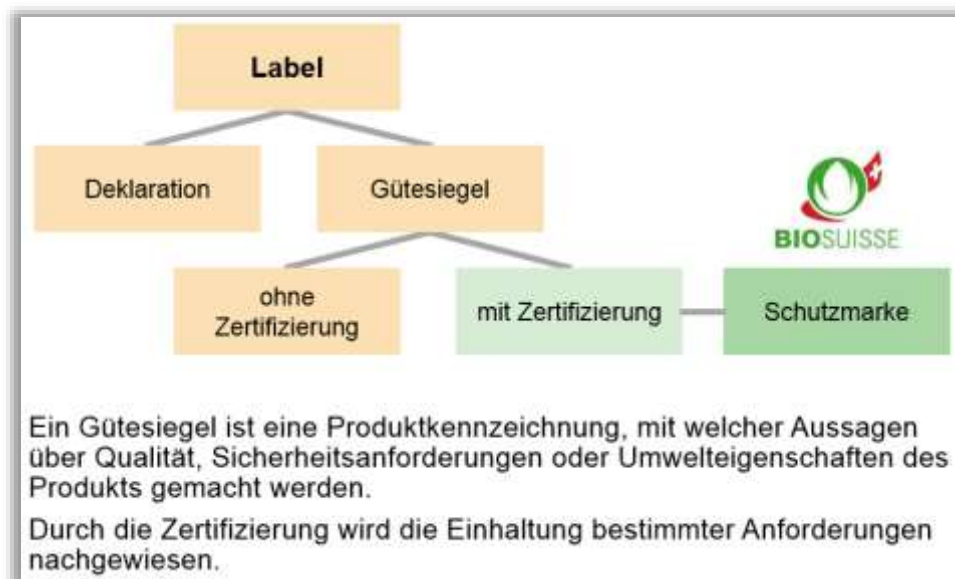 Label
Deklaration
Gütesiegel
BIOSUISSE
ohne
Zertifizierung
mit Zertifizierung
Schutzmarke
Ein Gütesiegel ist eine Produktkennzeichnung, mit welcher Aussagen
über Qualität, Sicherheitsanforderungen oder Umwelteigenschaften des
Produkts gemacht werden.
Durch die Zertifizierung wird die Einhaltung bestimmter Anforderungen
nachgewiesen.